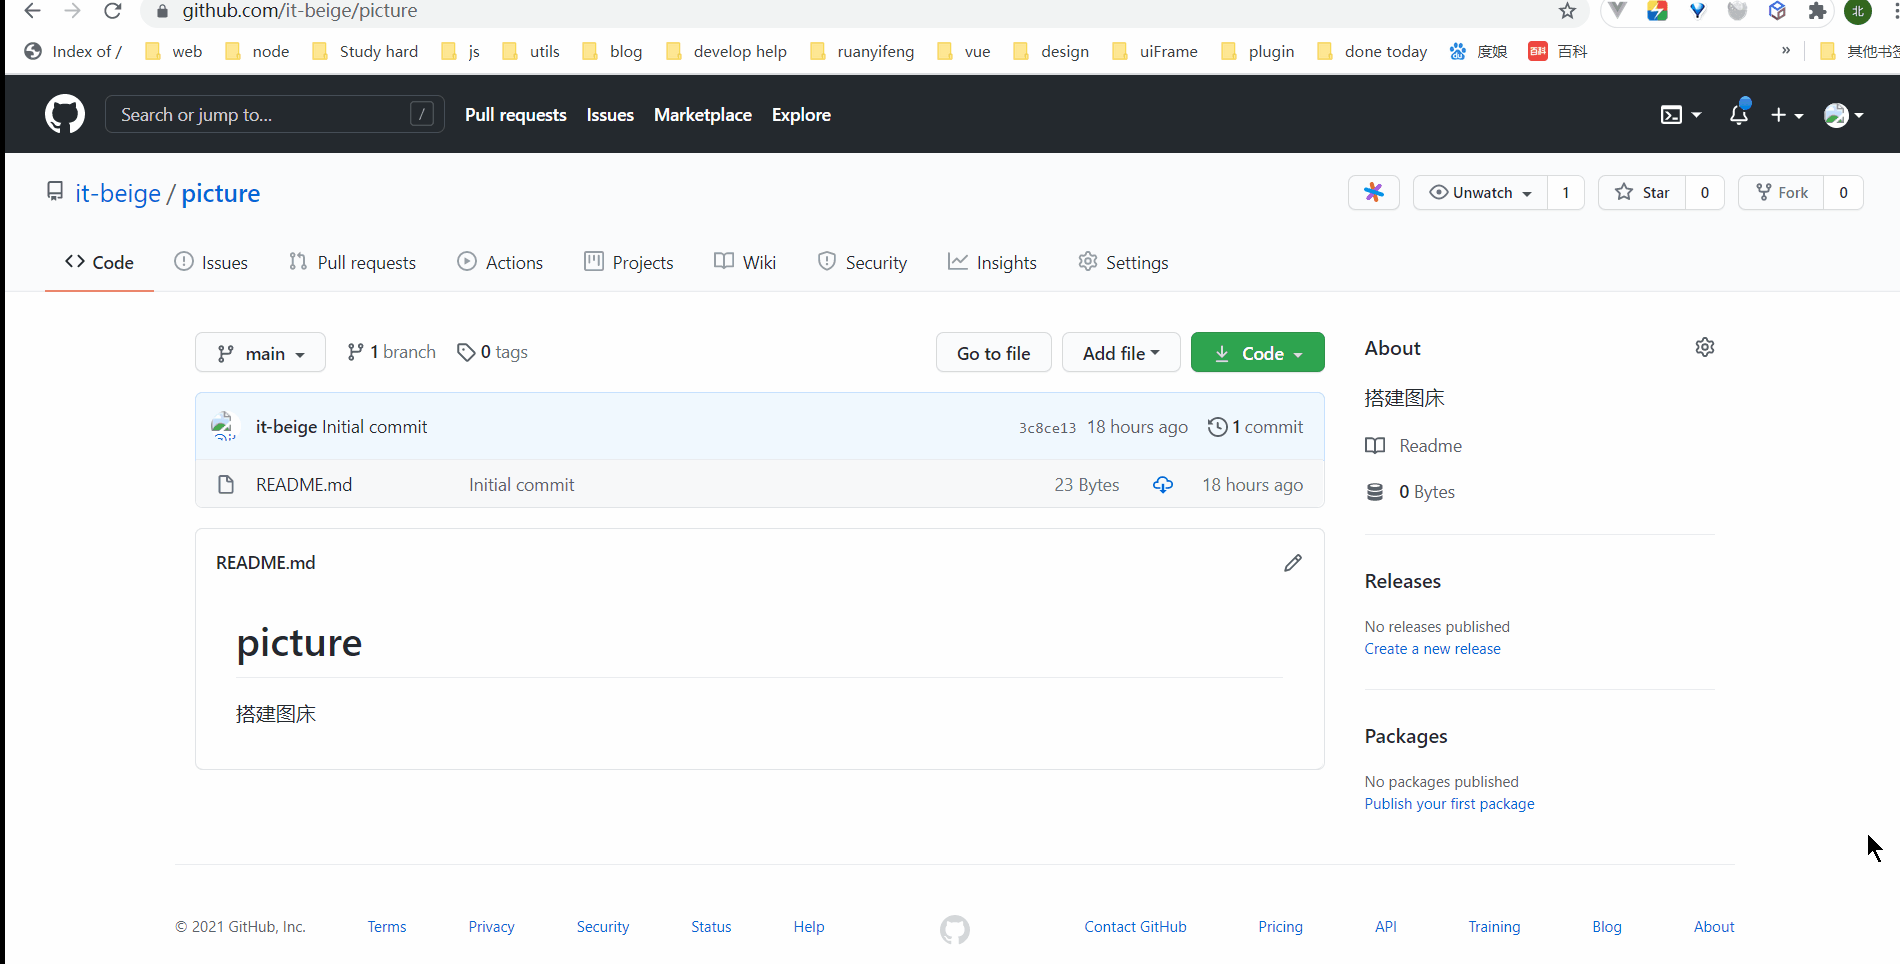 github.com/it-beige/picture
北
Index of / web node Study hard js utils blog develop help ruanyifeng vue design uiFrame plugin done today 度娘 百科 百科 » 其他书签
Search or jump to... / Pull requests Issues Marketplace Explore
it-beige / picture Unwatch 1 Star 0 Fork 0
Code Issues Pull requests Actions Projects Wiki Security Insights Settings
main 1 branch 0 tags Go to file Add file Code
it-beige Initial commit 3c8ce13 18 hours ago 1 commit
README.md Initial commit 23 Bytes 18 hours ago
README.md
picture
搭建图床
About
搭建图床
Readme
0 Bytes
Releases
No releases published
Create a new release
Packages
No packages published
Publish your first package
© 2021 GitHub, Inc. Terms Privacy Security Status Help Contact GitHub Pricing API Training Blog About